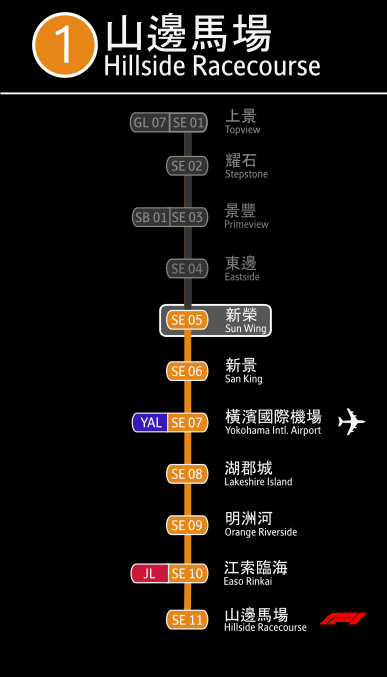 1
山邊馬場
Hillside Racecourse
GL 07 SE 01
上景
Topview
SE 02
耀石
Stepstone
SB 01 SE 03
景豐
Primeview
SE 04
東邊
Eastside
SE 05
新榮
Sun Wing
SE 06
新景
San King
YAL SE 07
橫濱國際機場
Yokohama Intl. Airport
SE 08
湖郡城
Lakeshire Island
SE 09
明洲河
Orange Riverside
JL SE 10
江索臨海
Easo Rinkai
SE 11
山邊馬場
Hillside Racecourse